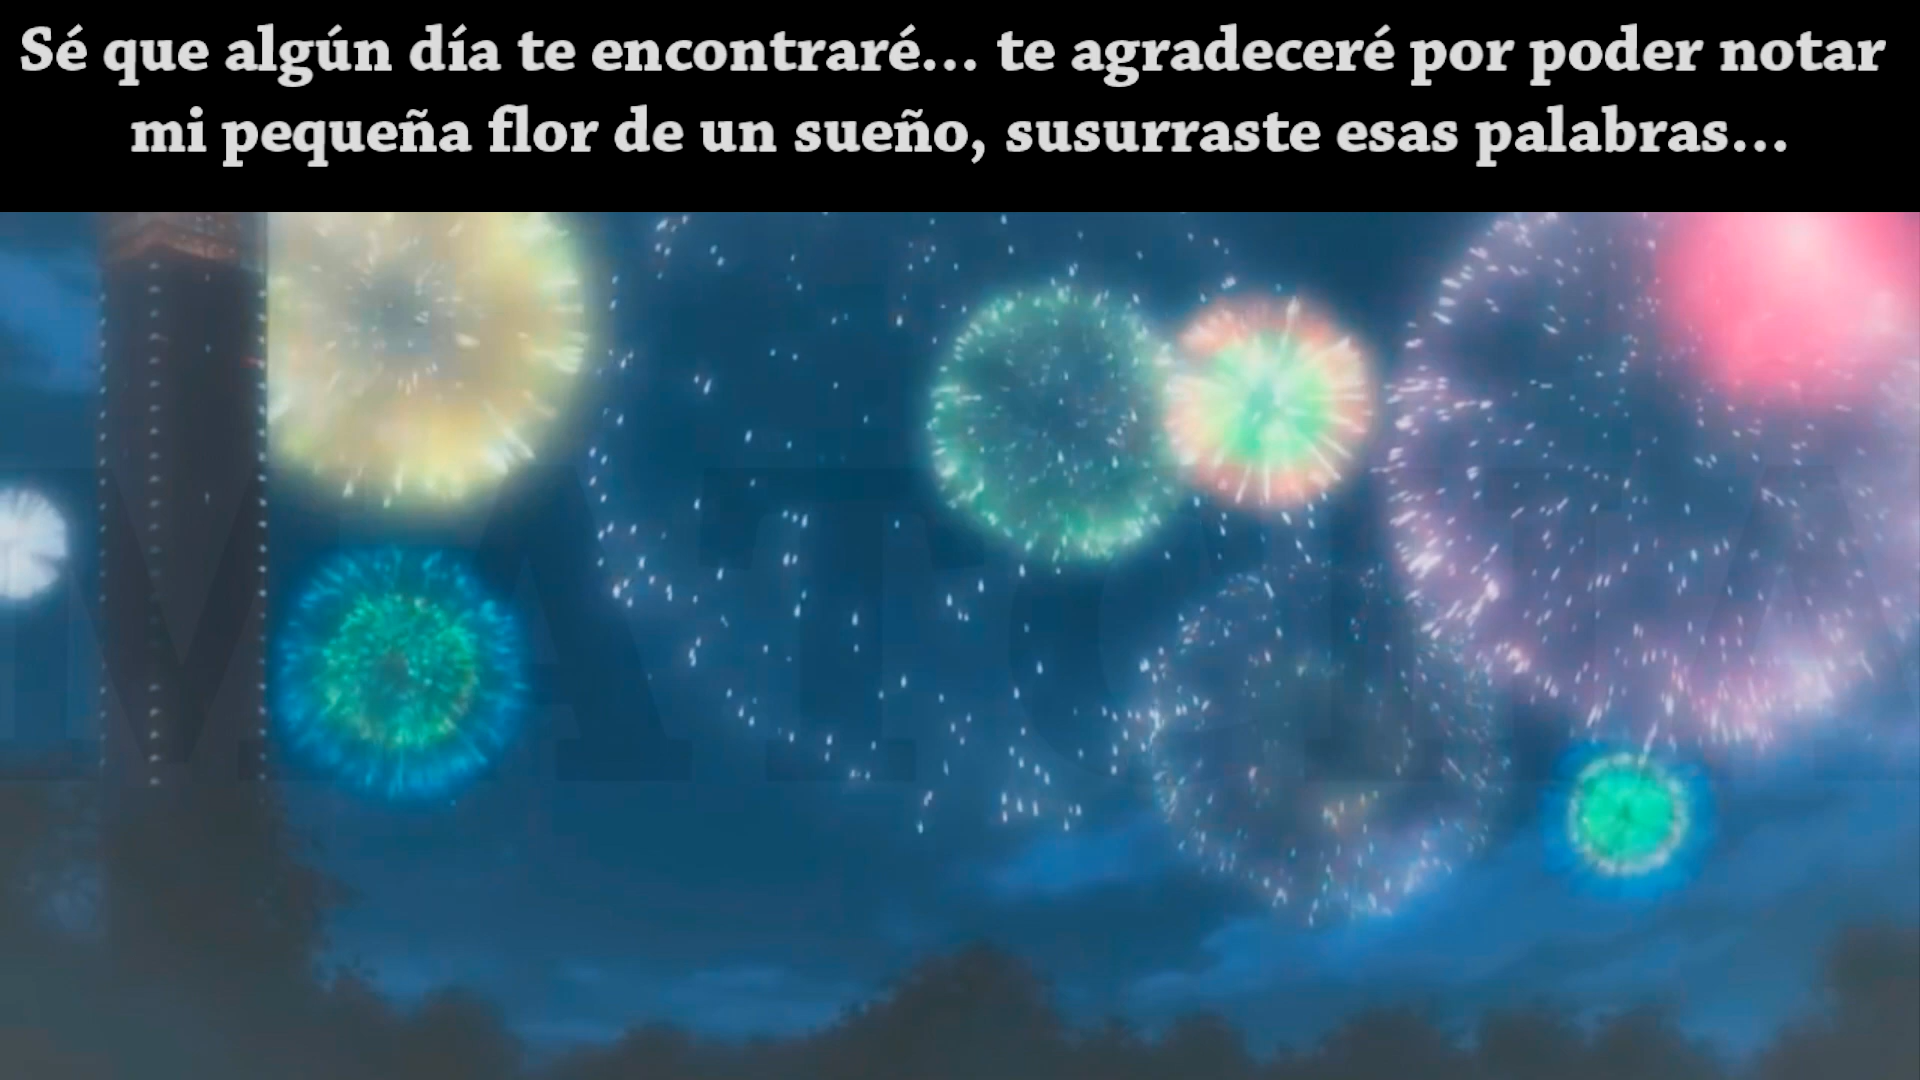 Sé que algún día te encontraré... te agradeceré por poder notar
mi pequeña flor de un sueño, susurraste esas palabras...